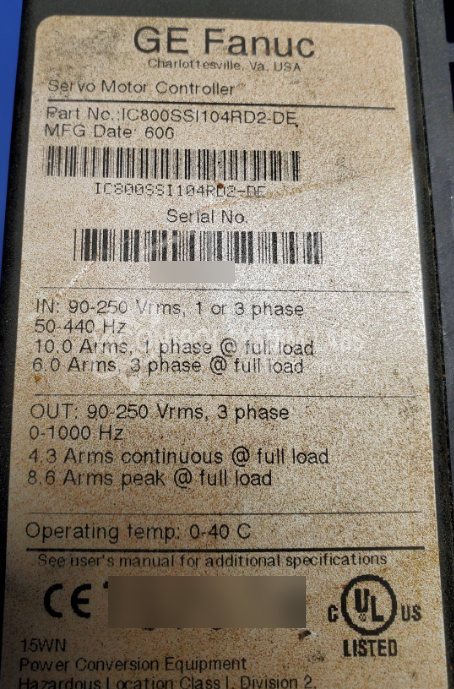 GE Fanuc
Charlottesville, Va, USA
Servo Motor Controller
Part No.:IC800SSI104RD2-DE
MFG Date: 600
IC800SSI104RD2-DE
Serial No.
IN: 90-250 Vrms, 1 or 3 phase
50-440 Hz
10.0 Arms, 1 phase @ full load
6.0 Arms, 3 phase @ full load
OUT: 90-250 Vrms, 3 phase
0-1000 Hz
4.3 Arms continuous @ full load
8.6 Arms peak @ full load
Operating temp: 0-40 C
See user's manual for additional specifications
CE
C UL US
LISTED
15WN
Power Conversion Equipment
Hazardous Location Class I, Division 2,